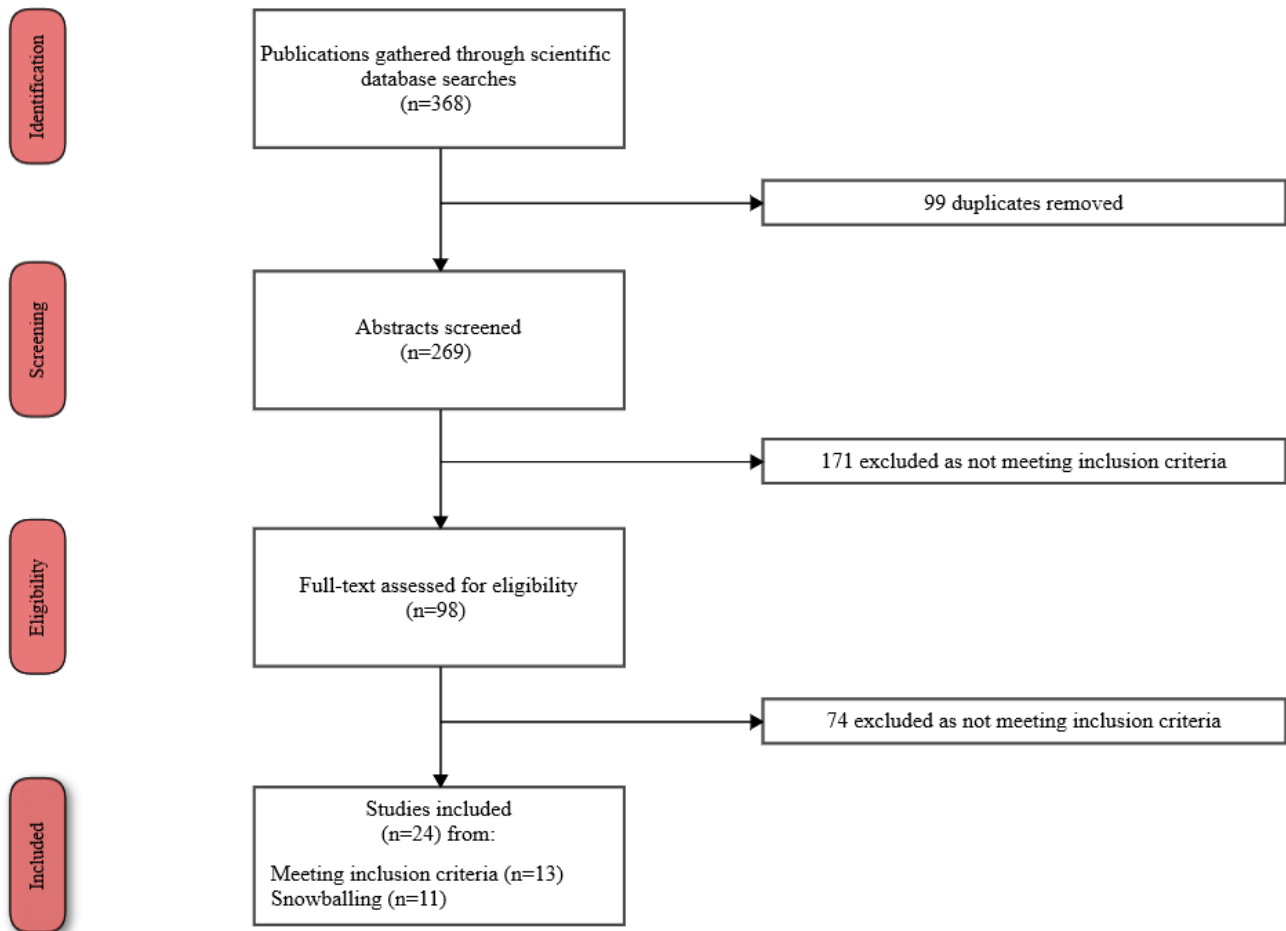 Identification
Publications gathered through scientific
database searches
(n=368)
99 duplicates removed
Screening
Abstracts screened
(n=269)
171 excluded as not meeting inclusion criteria
Eligibility
Full-text assessed for eligibility
(n=98)
74 excluded as not meeting inclusion criteria
Included
Studies included
(n=24) from:
Meeting inclusion criteria (n=13)
Snowballing (n=11)